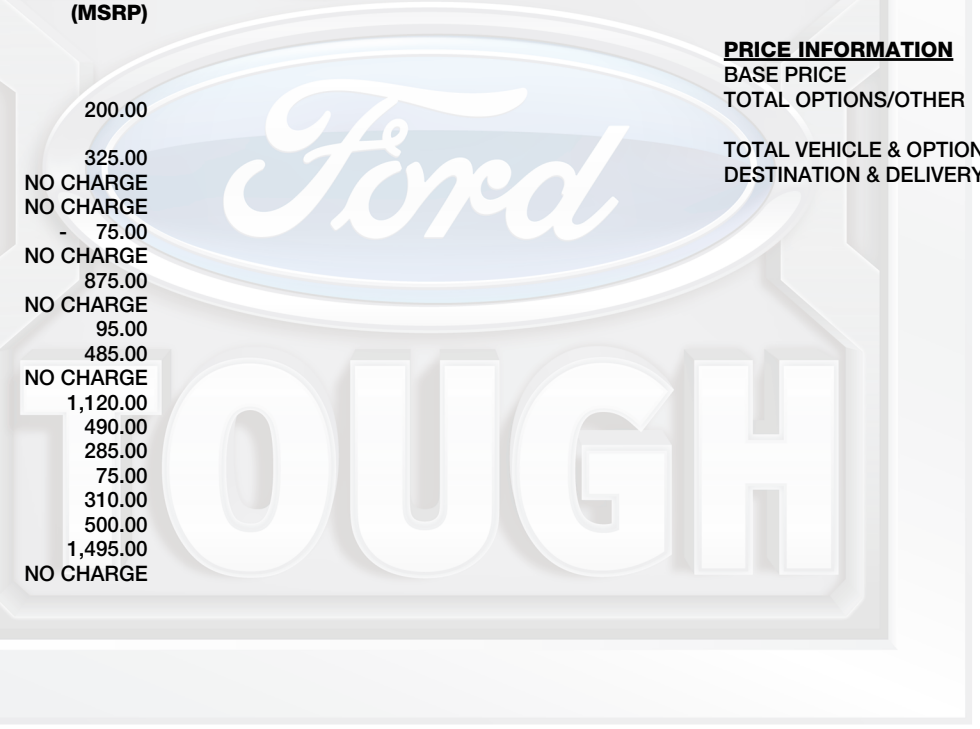 (MSRP)
200.00
325.00
NO CHARGE
NO CHARGE
- 75.00
NO CHARGE
875.00
NO CHARGE
95.00
485.00
NO CHARGE
1,120.00
490.00
285.00
75.00
310.00
500.00
1,495.00
NO CHARGE
PRICE INFORMATION
BASE PRICE
TOTAL OPTIONS/OTHER
TOTAL VEHICLE & OPTION
DESTINATION & DELIVERY
Ford
TOUGH